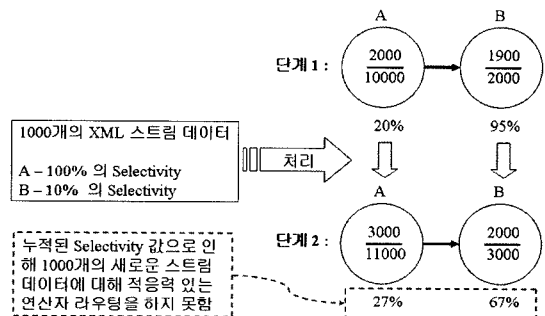 A B
단계 1 : 2000 1900
10000 2000
20% 95%
1000개의 XML 스트림 데이터
A – 100% 의 Selectivity
B – 10% 의 Selectivity
처리
A B
단계 2 : 3000 2000
11000 3000
27% 67%
누적된 Selectivity 값으로 인
해 1000개의 새로운 스트림
데이터에 대해 적응력 있는
연산자 라우팅을 하지 못함